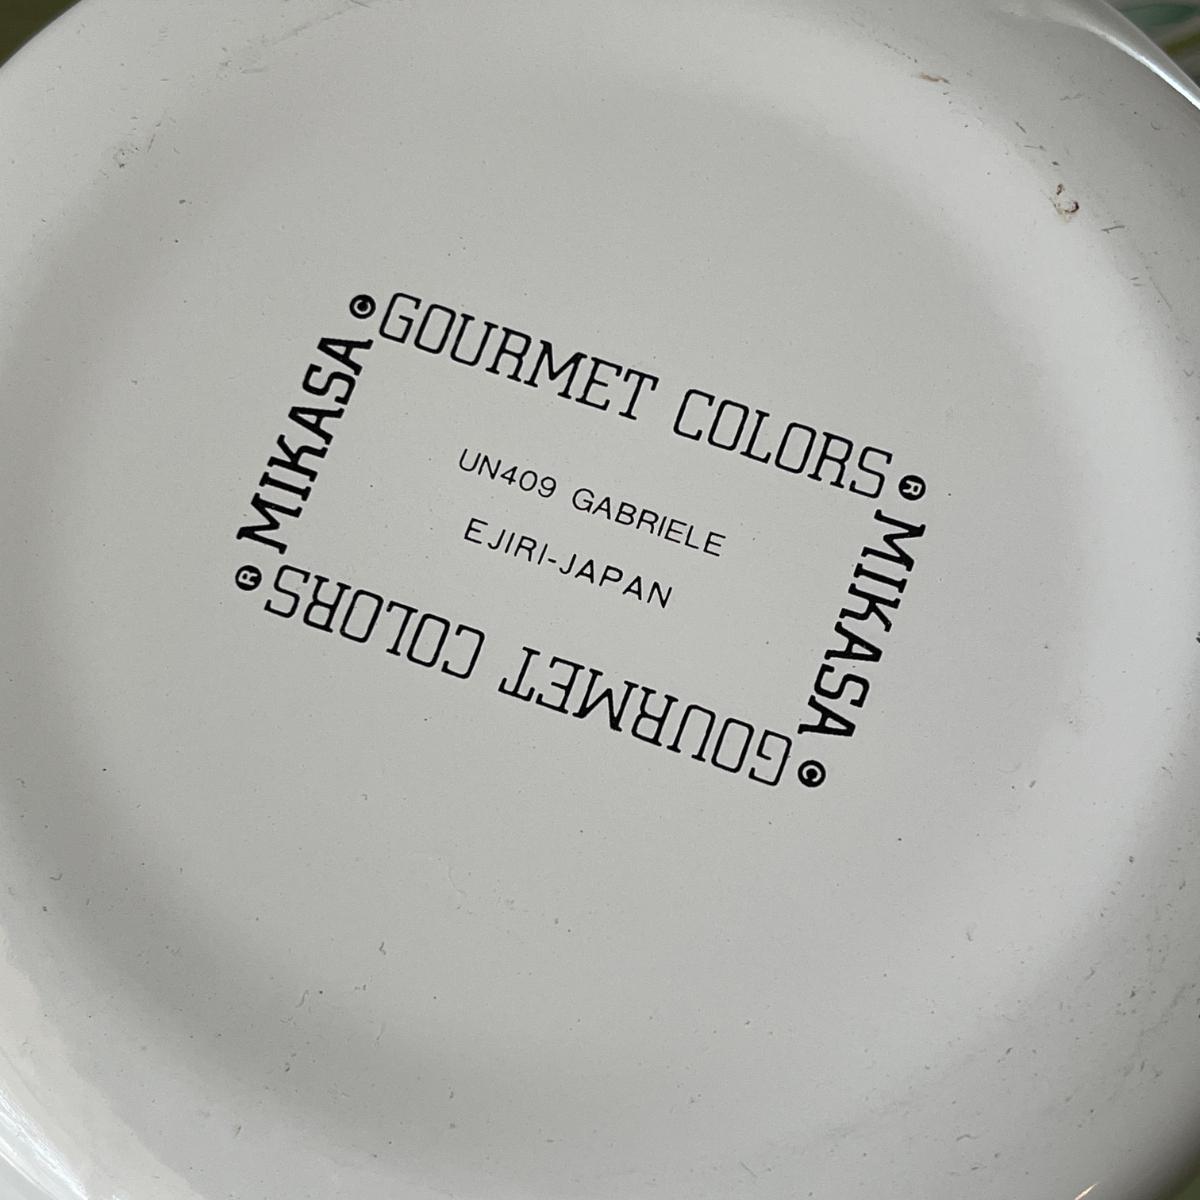 © GOURMET COLORS ®
MIKASA
UN409 GABRIELE
EJIRI-JAPAN
MIKASA
© GOURMET COLORS ®